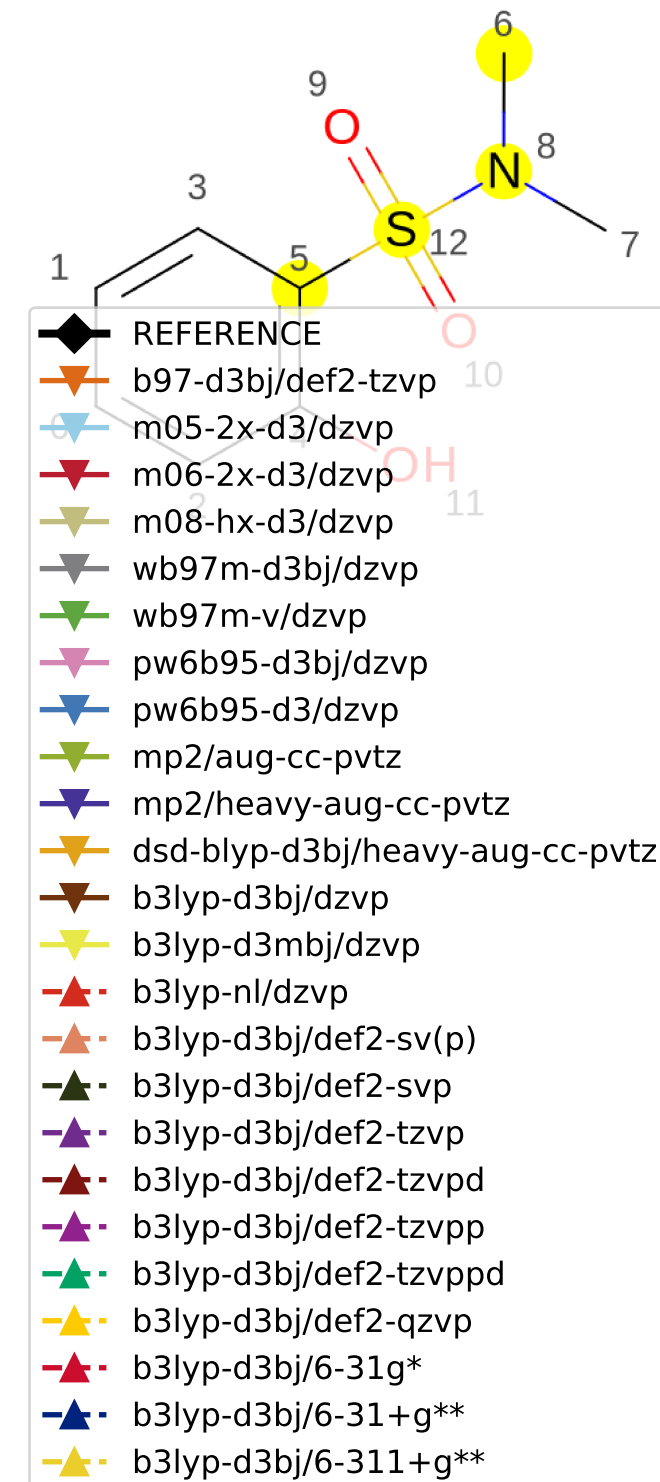 6
9
O
N
8
3
S
12
7
5
1
O
REFERENCE
10
b97-d3bj/def2-tzvp
m05-2x-d3/dzvp
OH
m06-2x-d3/dzvp
2
11
m08-hx-d3/dzvp
wb97m-d3bj/dzvp
wb97m-v/dzvp
pw6b95-d3bj/dzvp
pw6b95-d3/dzvp
mp2/aug-cc-pvtz
mp2/heavy-aug-cc-pvtz
dsd-blyp-d3bj/heavy-aug-cc-pvtz
b3lyp-d3bj/dzvp
b3lyp-d3mbj/dzvp
b3lyp-nl/dzvp
b3lyp-d3bj/def2-sv(p)
b3lyp-d3bj/def2-svp
b3lyp-d3bj/def2-tzvp
b3lyp-d3bj/def2-tzvpd
b3lyp-d3bj/def2-tzvpp
b3lyp-d3bj/def2-tzvppd
b3lyp-d3bj/def2-qzvp
b3lyp-d3bj/6-31g*
b3lyp-d3bj/6-31+g**
b3lyp-d3bj/6-311+g**